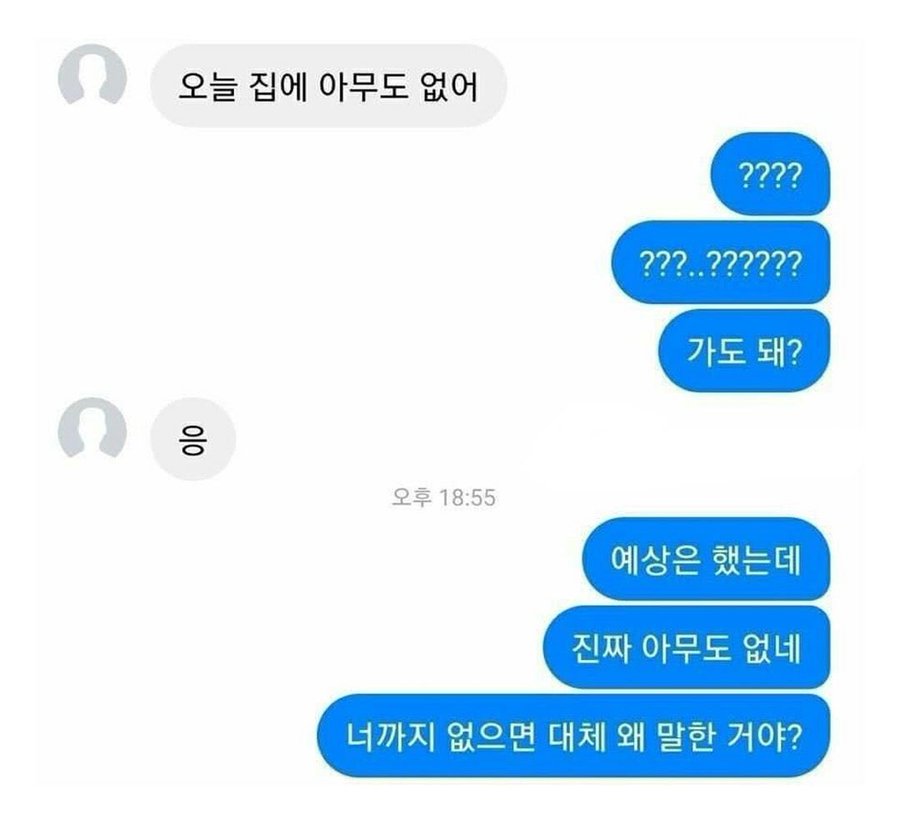 오늘 집에 아무도 없어
????
???..??????
가도 돼?
응
오후 18:55
예상은 했는데
진짜 아무도 없네
너까지 없으면 대체 왜 말한 거야?